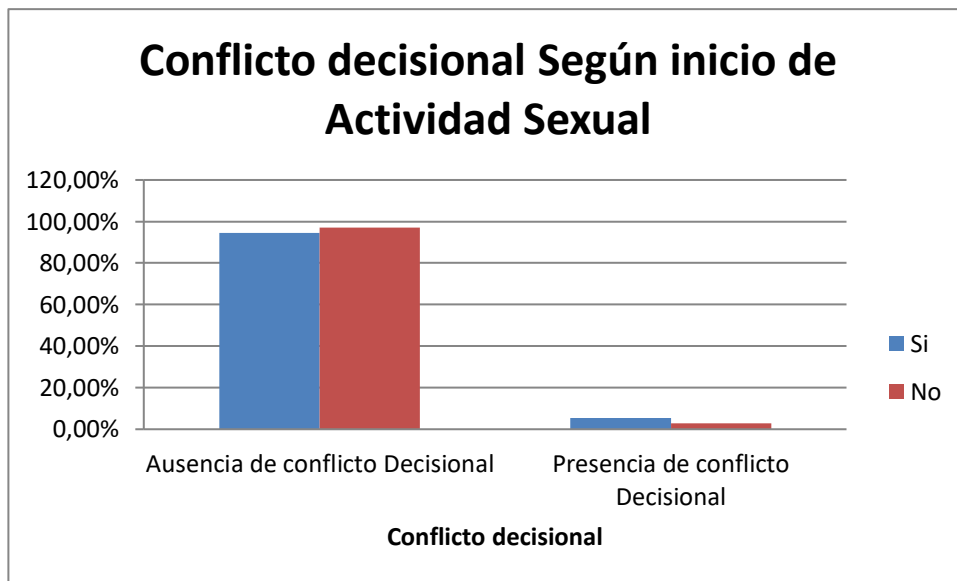 Conflicto decisional Según inicio de
Actividad Sexual
120,00%
100,00%
80,00%
60,00%
40,00%
20,00%
0,00%
Ausencia de conflicto Decisional
Presencia de conflicto
Decisional
Conflicto decisional
Si
No